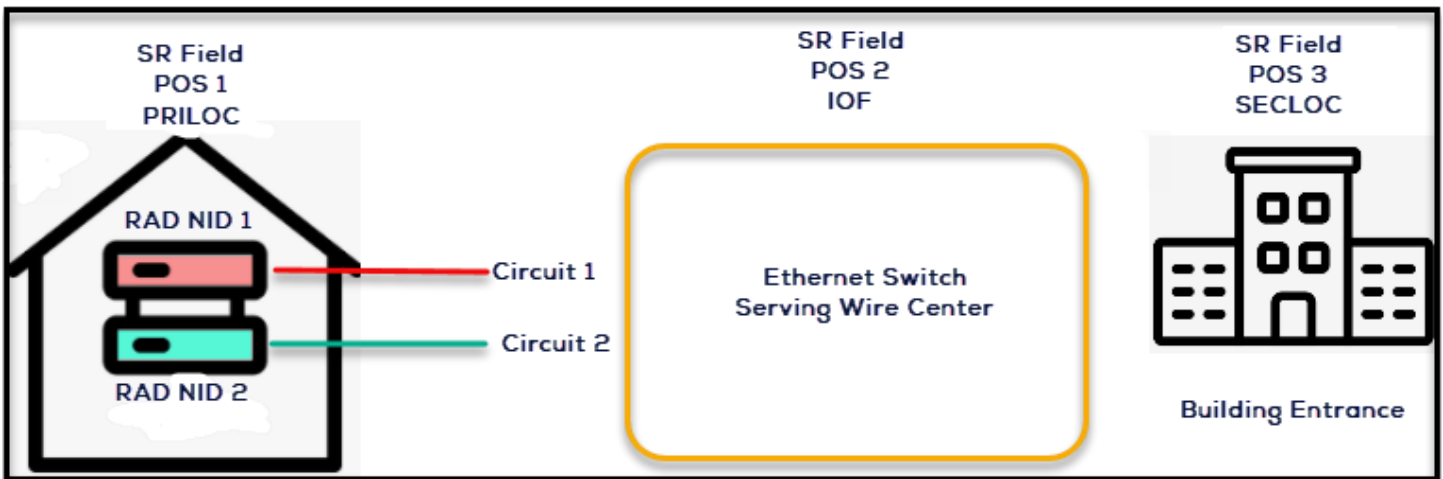 SR Field
POS 1
PRILOC
RAD NID 1
RAD NID 2
Circuit 1
Circuit 2
SR Field
POS 2
IOF
Ethernet Switch
Serving Wire Center
SR Field
POS 3
SECLOC
Building Entrance